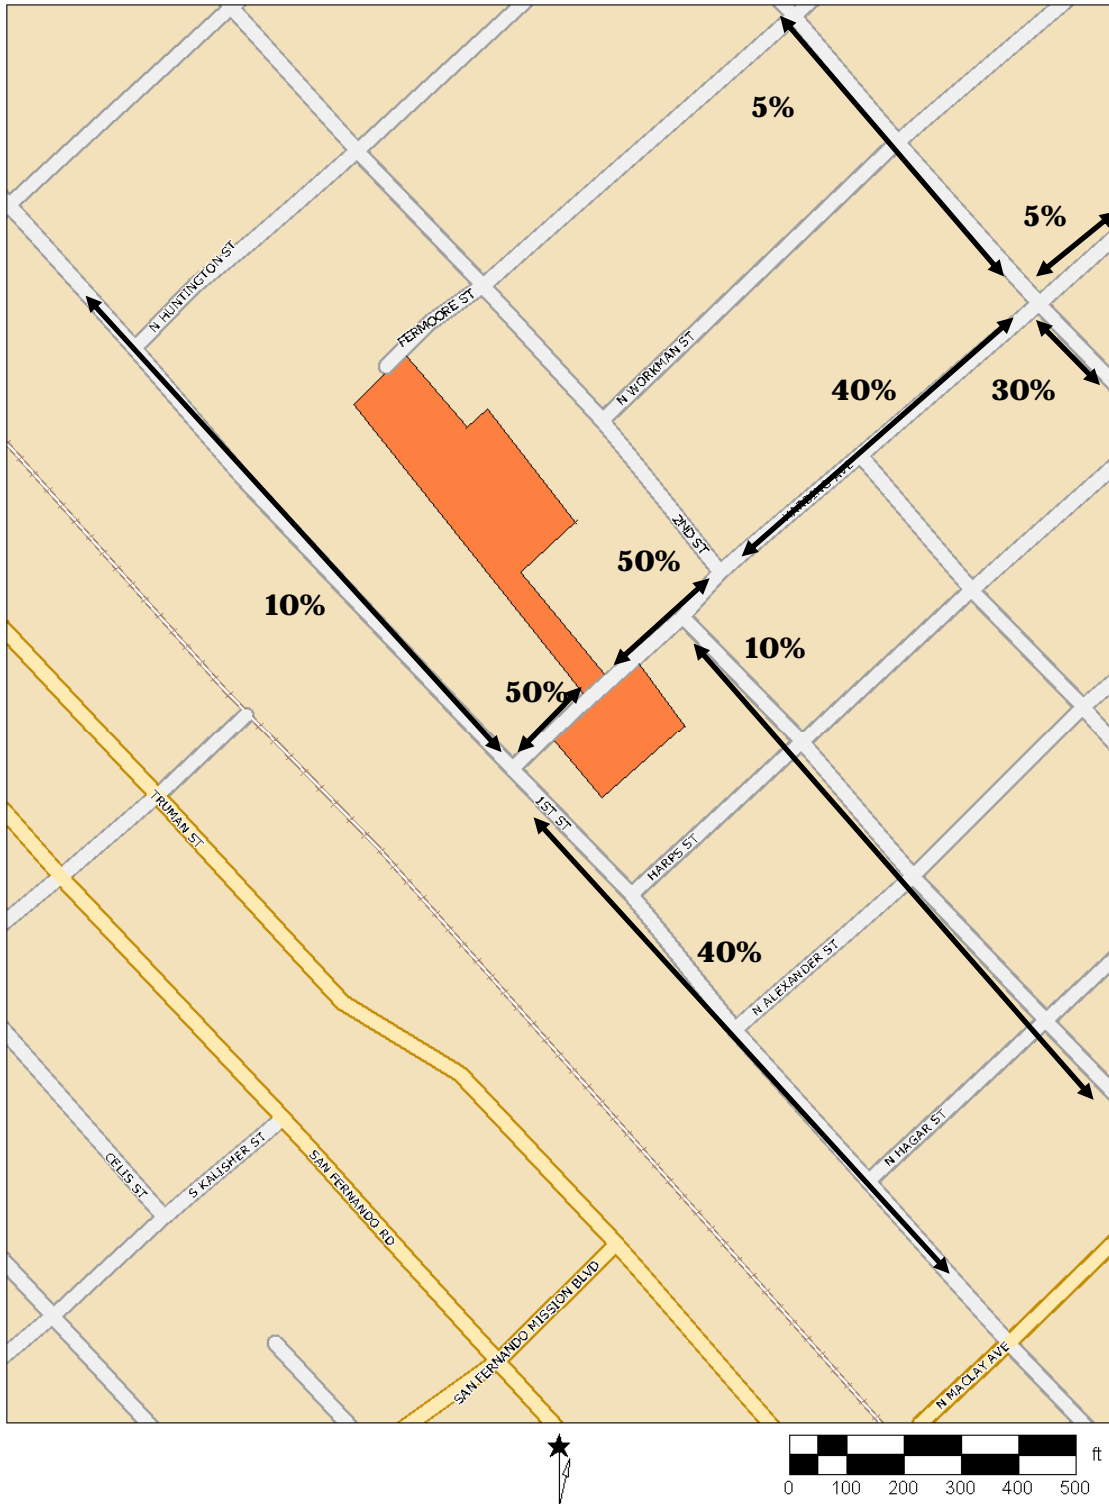 5%
5%
N HUNTINGTON ST
FERMOORE ST
N WORKMAN ST
40%
30%
HARDING AVE
2ND ST
50%
10%
10%
50%
1ST ST
TRUMAN ST
HARPS ST
40%
N ALEXANDER ST
N HAGAR ST
CELIS ST
S KALISHER ST
SAN FERNANDO RD
SAN FERNANDO MISSION BLVD
N MACLAY AVE
ft
0 100 200 300 400 500